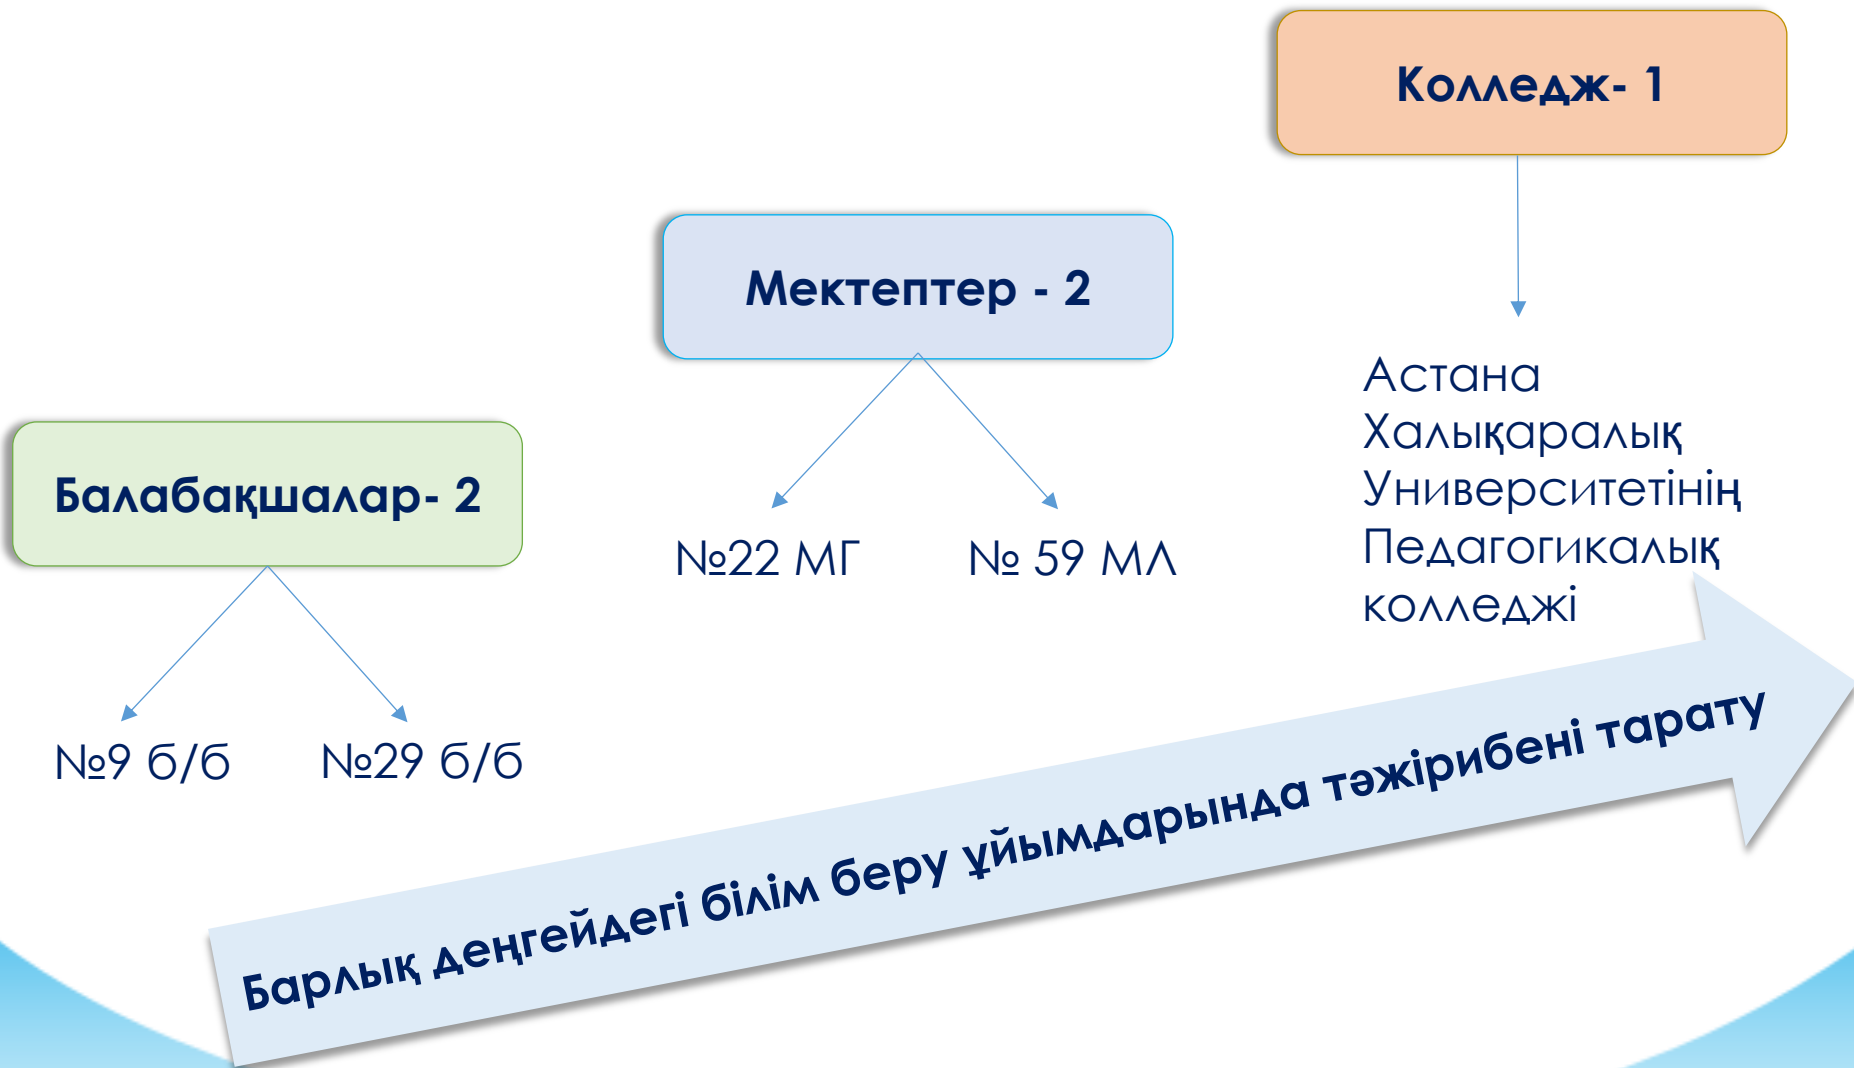 Колледж- 1
Мектептер - 2
Балабақшалар- 2
Астана
Халықаралық
Университетінің
Педагогикалық
колледжі
№22 МГ
№ 59 МЛ
№9 б/б
№29 б/б
Барлық деңгейдегі білім беру ұйымдарында тәжірибені тарату